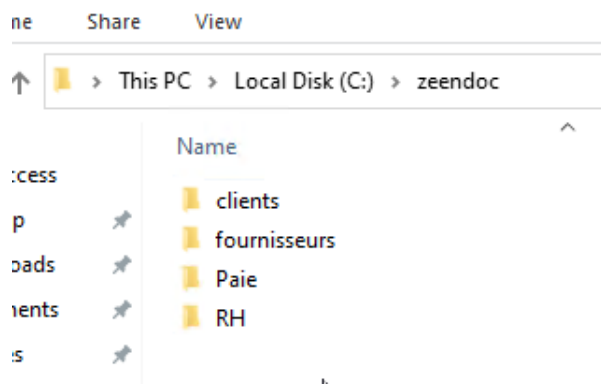 Share View
This PC > Local Disk (C:) > zeendoc
Name
clients
fournisseurs
Paie
RH